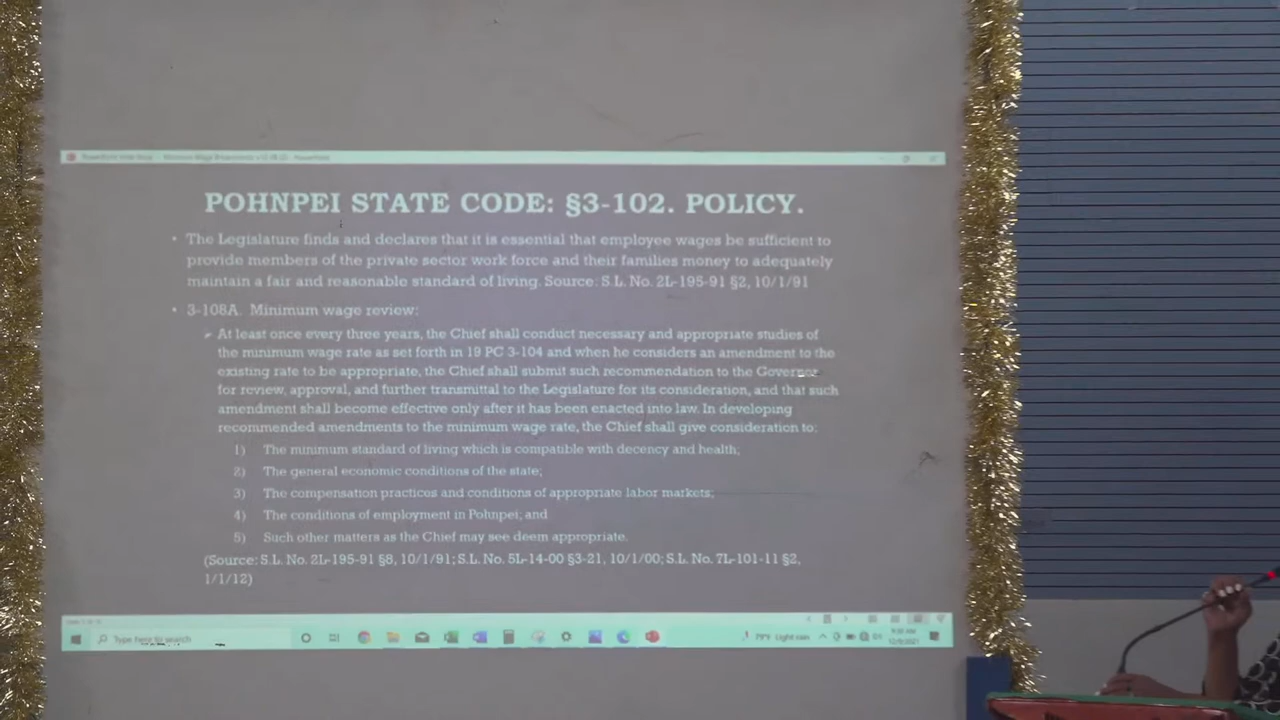 POHNPEI STATE CODE: §3-102. POLICY.
• The Legislature finds and declares that it is essential that employee wages be sufficient to
provide members of the private sector work force and their families money to adequately
maintain a fair and reasonable standard of living. Source: S.L. No. 2L-195-91 §2, 10/1/91
• 3-108A. Minimum wage review:
At least once every three years, the Chief shall conduct necessary and appropriate studies of
the minimum wage rate as set forth in 19 PC 3-104 and when he considers an amendment to the
existing rate to be appropriate, the Chief shall submit such recommendation to the Governor
for review, approval, and further transmittal to the Legislature for its consideration, and that such
amendment shall become effective only after it has been enacted into law. In developing
recommended amendments to the minimum wage rate, the Chief shall give consideration to:
1) The minimum standard of living which is compatible with decency and health;
2) The general economic conditions of the state;
3) The compensation practices and conditions of appropriate labor markets;
4) The conditions of employment in Pohnpei; and
5) Such other matters as the Chief may see deem appropriate.
(Source: S.L. No. 2L-195-91 §8, 10/1/91; S.L. No. 5L-14-00 §3-21, 10/1/00; S.L. No. 7L-101-11 §2,
1/1/12)
Type here to search
Light rain
12/9/2021